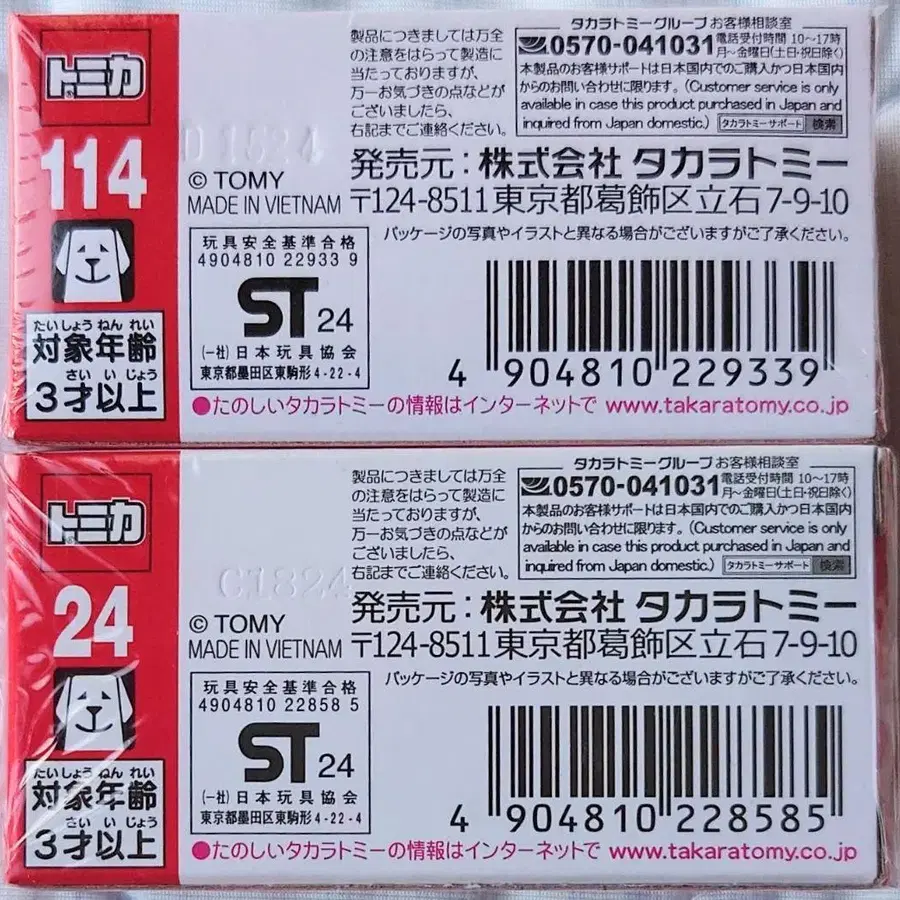 トミカ
114
たいしょう ねん れい
対象年齢
さい い じょう
3才以上
D1624
© TOMY
MADE IN VIETNAM
製品につきましては万全
の注意をはらって製造に
当たっておりますが、
万一お気づきの点などが
ございましたら、
右記までご連絡ください。
タカラトミーグループ お客様相談室
0570-041031 電話受付時間 10〜17時
月〜金曜日(土日・祝日除く)
本製品のお客様サポートは日本国内でのご購入かつ日本国内
からのお問い合わせに限ります。(Customer service is only
available in case this product purchased in Japan and
inquired from Japan domestic.) タカラトミーサポート 検索
発売元:株式会社 タカラトミー
〒124-8511 東京都葛飾区立石7-9-10
パッケージの写真やイラストと異なる場合がございますがご了承ください。
玩具安全基準合格
4904810 22933 9
ST 24
(一社)日本玩具協会
東京都墨田区東駒形4-22-4
4 904810 229339
●たのしいタカラトミーの情報はインターネットで www.takaratomy.co.jp
トミカ
24
たいしょう ねん れい
対象年齢
さい い じょう
3才以上
C1824
© TOMY
MADE IN VIETNAM
製品につきましては万全
の注意をはらって製造に
当たっておりますが、
万一お気づきの点などが
ございましたら、
右記までご連絡ください。
タカラトミーグループ お客様相談室
0570-041031 電話受付時間 10〜17時
月〜金曜日(土日・祝日除く)
本製品のお客様サポートは日本国内でのご購入かつ日本国内
からのお問い合わせに限ります。(Customer service is only
available in case this product purchased in Japan and
inquired from Japan domestic.) タカラトミーサポート 検索
発売元:株式会社 タカラトミー
〒124-8511 東京都葛飾区立石7-9-10
パッケージの写真やイラストと異なる場合がございますがご了承ください。
玩具安全基準合格
4904810 22858 5
ST 24
(一社)日本玩具協会
東京都墨田区東駒形4-22-4
4 904810 228585
●たのしいタカラトミーの情報はインターネットで www.takaratomy.co.jp